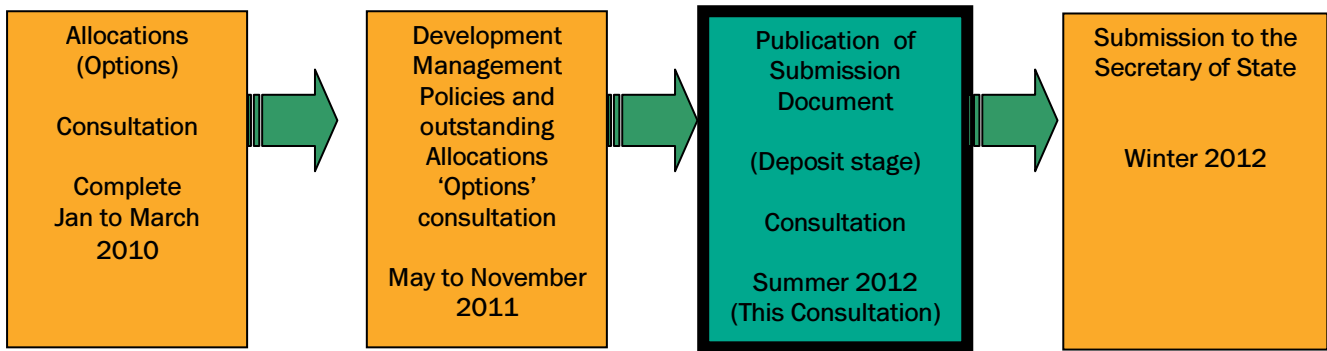 Allocations
(Options)
Consultation
Complete
Jan to March
2010
Development
Management
Policies and
outstanding
Allocations
‘Options’
consultation
May to November
2011
Publication of
Submission
Document
(Deposit stage)
Consultation
Summer 2012
(This Consultation)
Submission to the
Secretary of State
Winter 2012